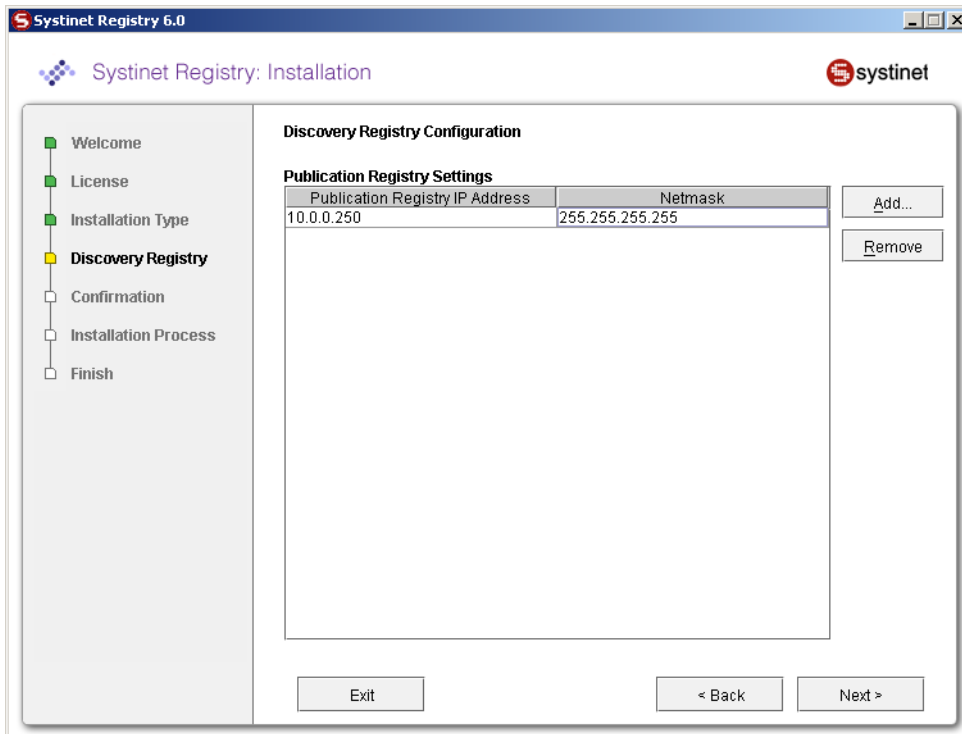 Systinet Registry 6.0
Systinet Registry: Installation
systinet
Welcome
License
Installation Type
Discovery Registry
Confirmation
Installation Process
Finish
Discovery Registry Configuration
Publication Registry Settings
Publication Registry IP Address Netmask
10.0.0.250 255.255.255.255
Add...
Remove
Exit < Back Next >